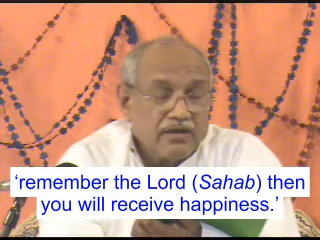 ‘remember the Lord (Sahab) then
you will receive happiness.’